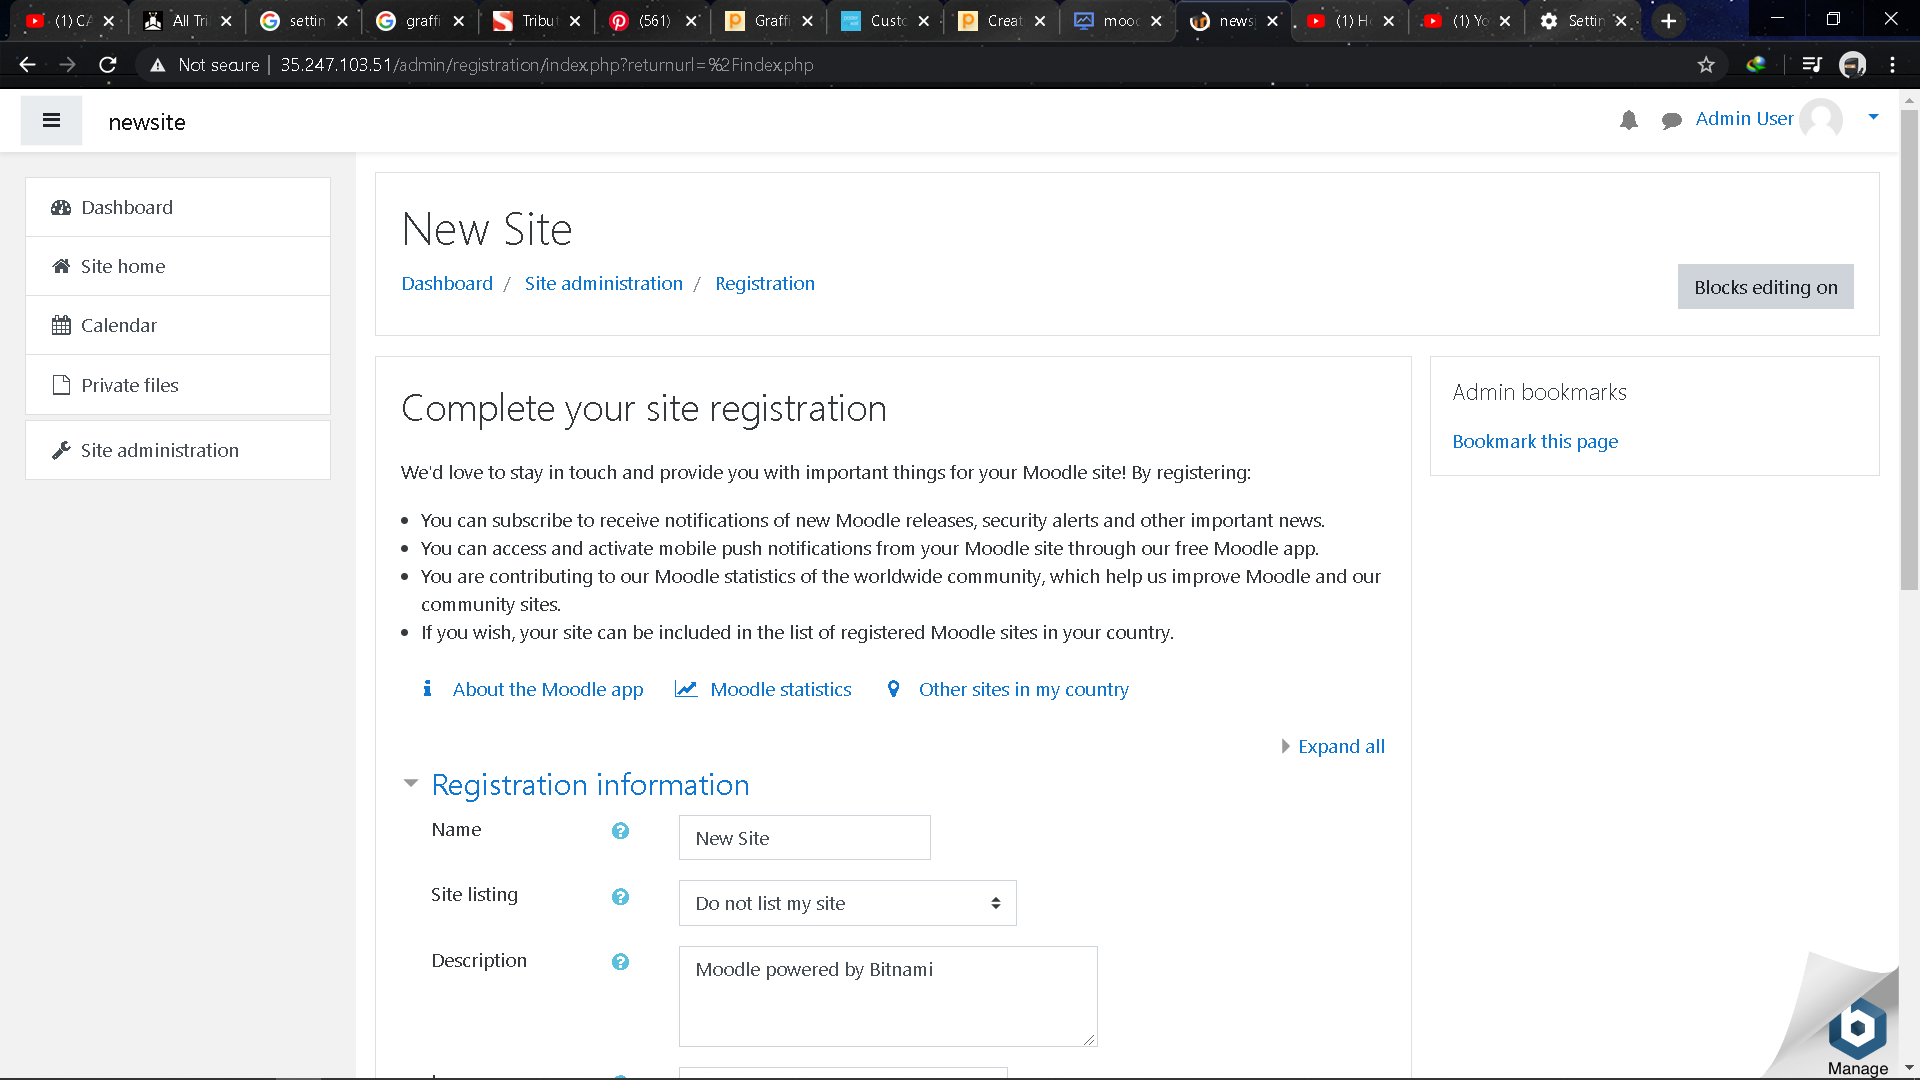 (1) CA
All Tri
settin
graffi
Tribut
(561)
Graffi
Custo
Creat
mood
newsi
(1) H
(1) Yo
Settin
Not secure 35.247.103.51/admin/registration/index.php?returnurl=%2Findex.php
newsite
Admin User
Dashboard
Site home
Calendar
Private files
Site administration
New Site
Dashboard / Site administration / Registration
Blocks editing on
Complete your site registration
We'd love to stay in touch and provide you with important things for your Moodle site! By registering:
• You can subscribe to receive notifications of new Moodle releases, security alerts and other important news.
• You can access and activate mobile push notifications from your Moodle site through our free Moodle app.
• You are contributing to our Moodle statistics of the worldwide community, which help us improve Moodle and our
community sites.
• If you wish, your site can be included in the list of registered Moodle sites in your country.
About the Moodle app
Moodle statistics
Other sites in my country
Expand all
Registration information
Name
New Site
Site listing
Do not list my site
Description
Moodle powered by Bitnami
Admin bookmarks
Bookmark this page
Manage